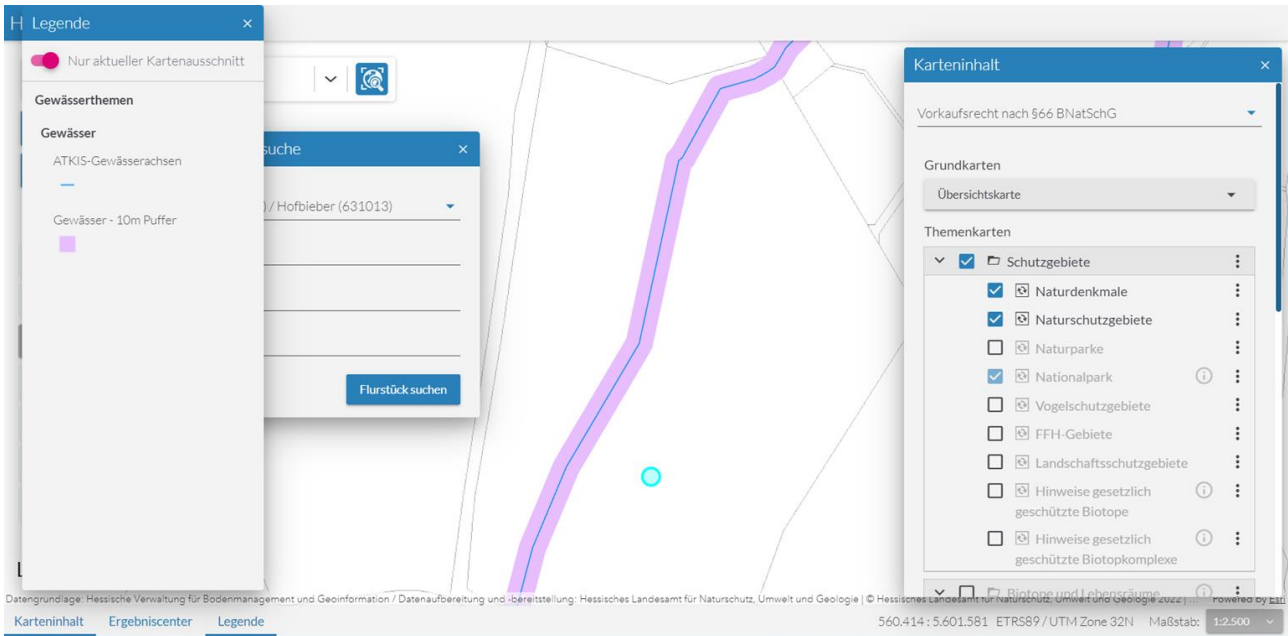 H
Legende
Nur aktueller Kartenausschnitt
Gewässerthemen
Gewässer
ATKIS-Gewässerachsen
Gewässer - 10m Puffer
suche
) / Hofbieber (631013)
Flurstück suchen
Karteninhalt
Vorkaufsrecht nach §66 BNatSchG
Grundkarten
Übersichtskarte
Themenkarten
Schutzgebiete
Naturdenkmale
Naturschutzgebiete
Naturparke
Nationalpark
Vogelschutzgebiete
FFH-Gebiete
Landschaftsschutzgebiete
Hinweise gesetzlich
geschützte Biotope
Hinweise gesetzlich
geschützte Biotopkomplexe
Biotope und Lebensräume
L
Datengrundlage: Hessische Verwaltung für Bodenmanagement und Geoinformation / Datenaufbereitung und -bereitstellung: Hessisches Landesamt für Naturschutz, Umwelt und Geologie | © Hessisches Landesamt für Naturschutz, Umwelt und Geologie 2022 | ... Powered by Esri
Karteninhalt Ergebniscenter Legende
560.414 : 5.601.581 ETRS89 / UTM Zone 32N Maßstab: 1:2.500